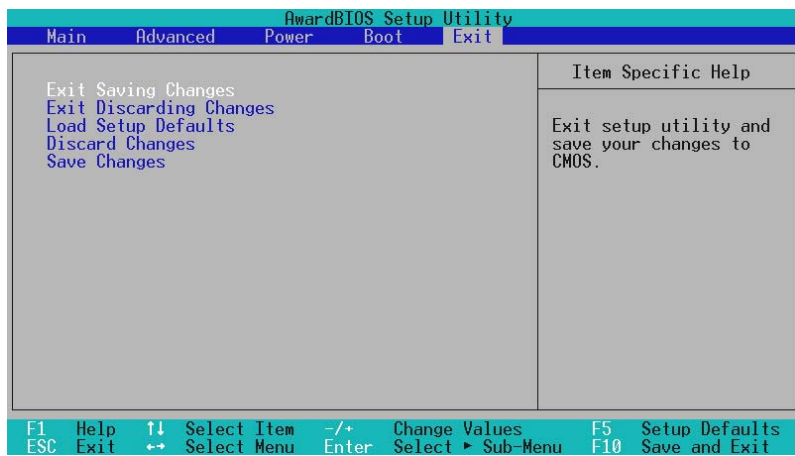 AwardBIOS Setup Utility
Main Advanced Power Boot Exit
Item Specific Help
Exit Saving Changes
Exit Discarding Changes
Load Setup Defaults
Discard Changes
Save Changes
Exit setup utility and
save your changes to
CMOS.
F1 Help ↑↓ Select Item -/+ Change Values F5 Setup Defaults
ESC Exit ↔ Select Menu Enter Select ► Sub-Menu F10 Save and Exit